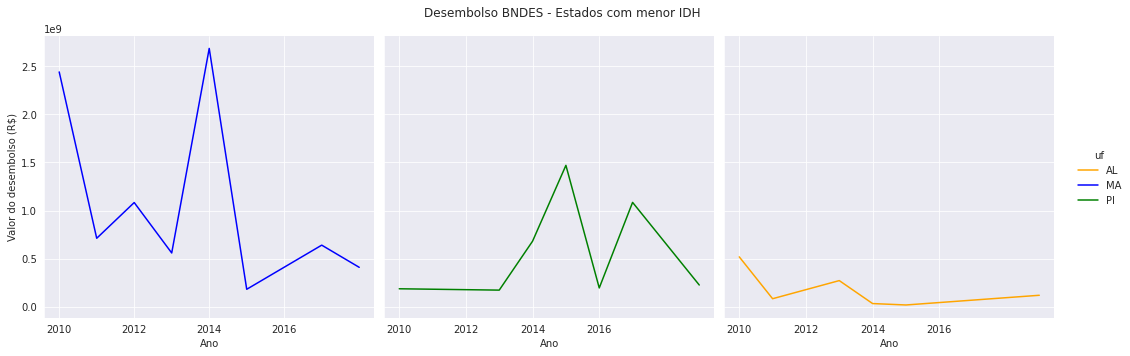 Desembolso BNDES - Estados com menor IDH
1e9
Valor do desembolso (R$)
2.5
2.0
1.5
1.0
0.5
0.0
2010 2012 2014 2016
Ano
2010 2012 2014 2016
Ano
2010 2012 2014 2016
Ano
uf
AL
MA
PI